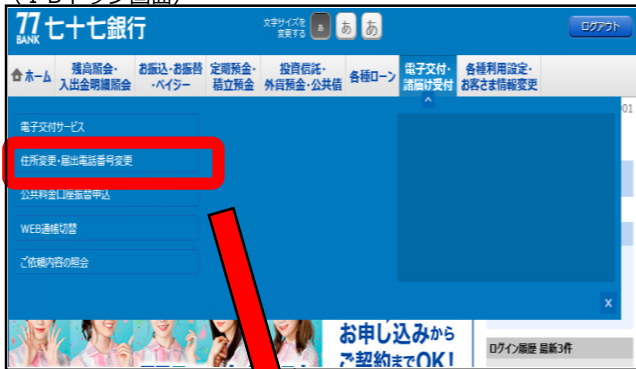 （ＩＢトップ画面）
77 BANK 七十七銀行
文字サイズを
変更する
あ あ あ
ログアウト
ホーム
残高照会・
入出金明細照会
お振込・お振替
・ペイジー
定期預金・
積立預金
投資信託・
外貨預金・公共債
各種ローン
電子交付・
諸届け受付
各種利用設定・
お客さま情報変更
01
電子交付サービス
住所変更・届出電話番号変更
公共料金口座振替申込
WEB通帳切替
ご依頼内容の照会
x
お申し込みから
ご契約までOK!
ログイン履歴 最新3件